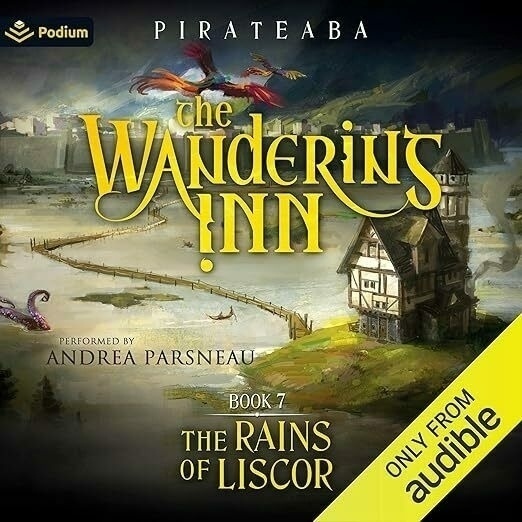 Podium
PIRATEABA
the
WANDERING
INN
PERFORMED BY
ANDREA PARSNEAU
BOOK 7
THE RAINS
OF LISCOR
ONLY FROM
audible